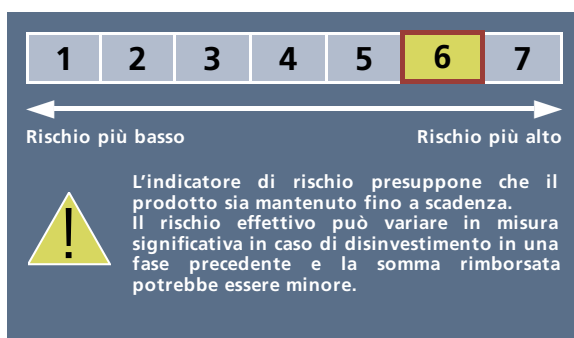 1 2 3 4 5 6 7
Rischio più basso Rischio più alto
L'indicatore di rischio presuppone che il
prodotto sia mantenuto fino a scadenza.
Il rischio effettivo può variare in misura
significativa in caso di disinvestimento in una
fase precedente e la somma rimborsata
potrebbe essere minore.
!